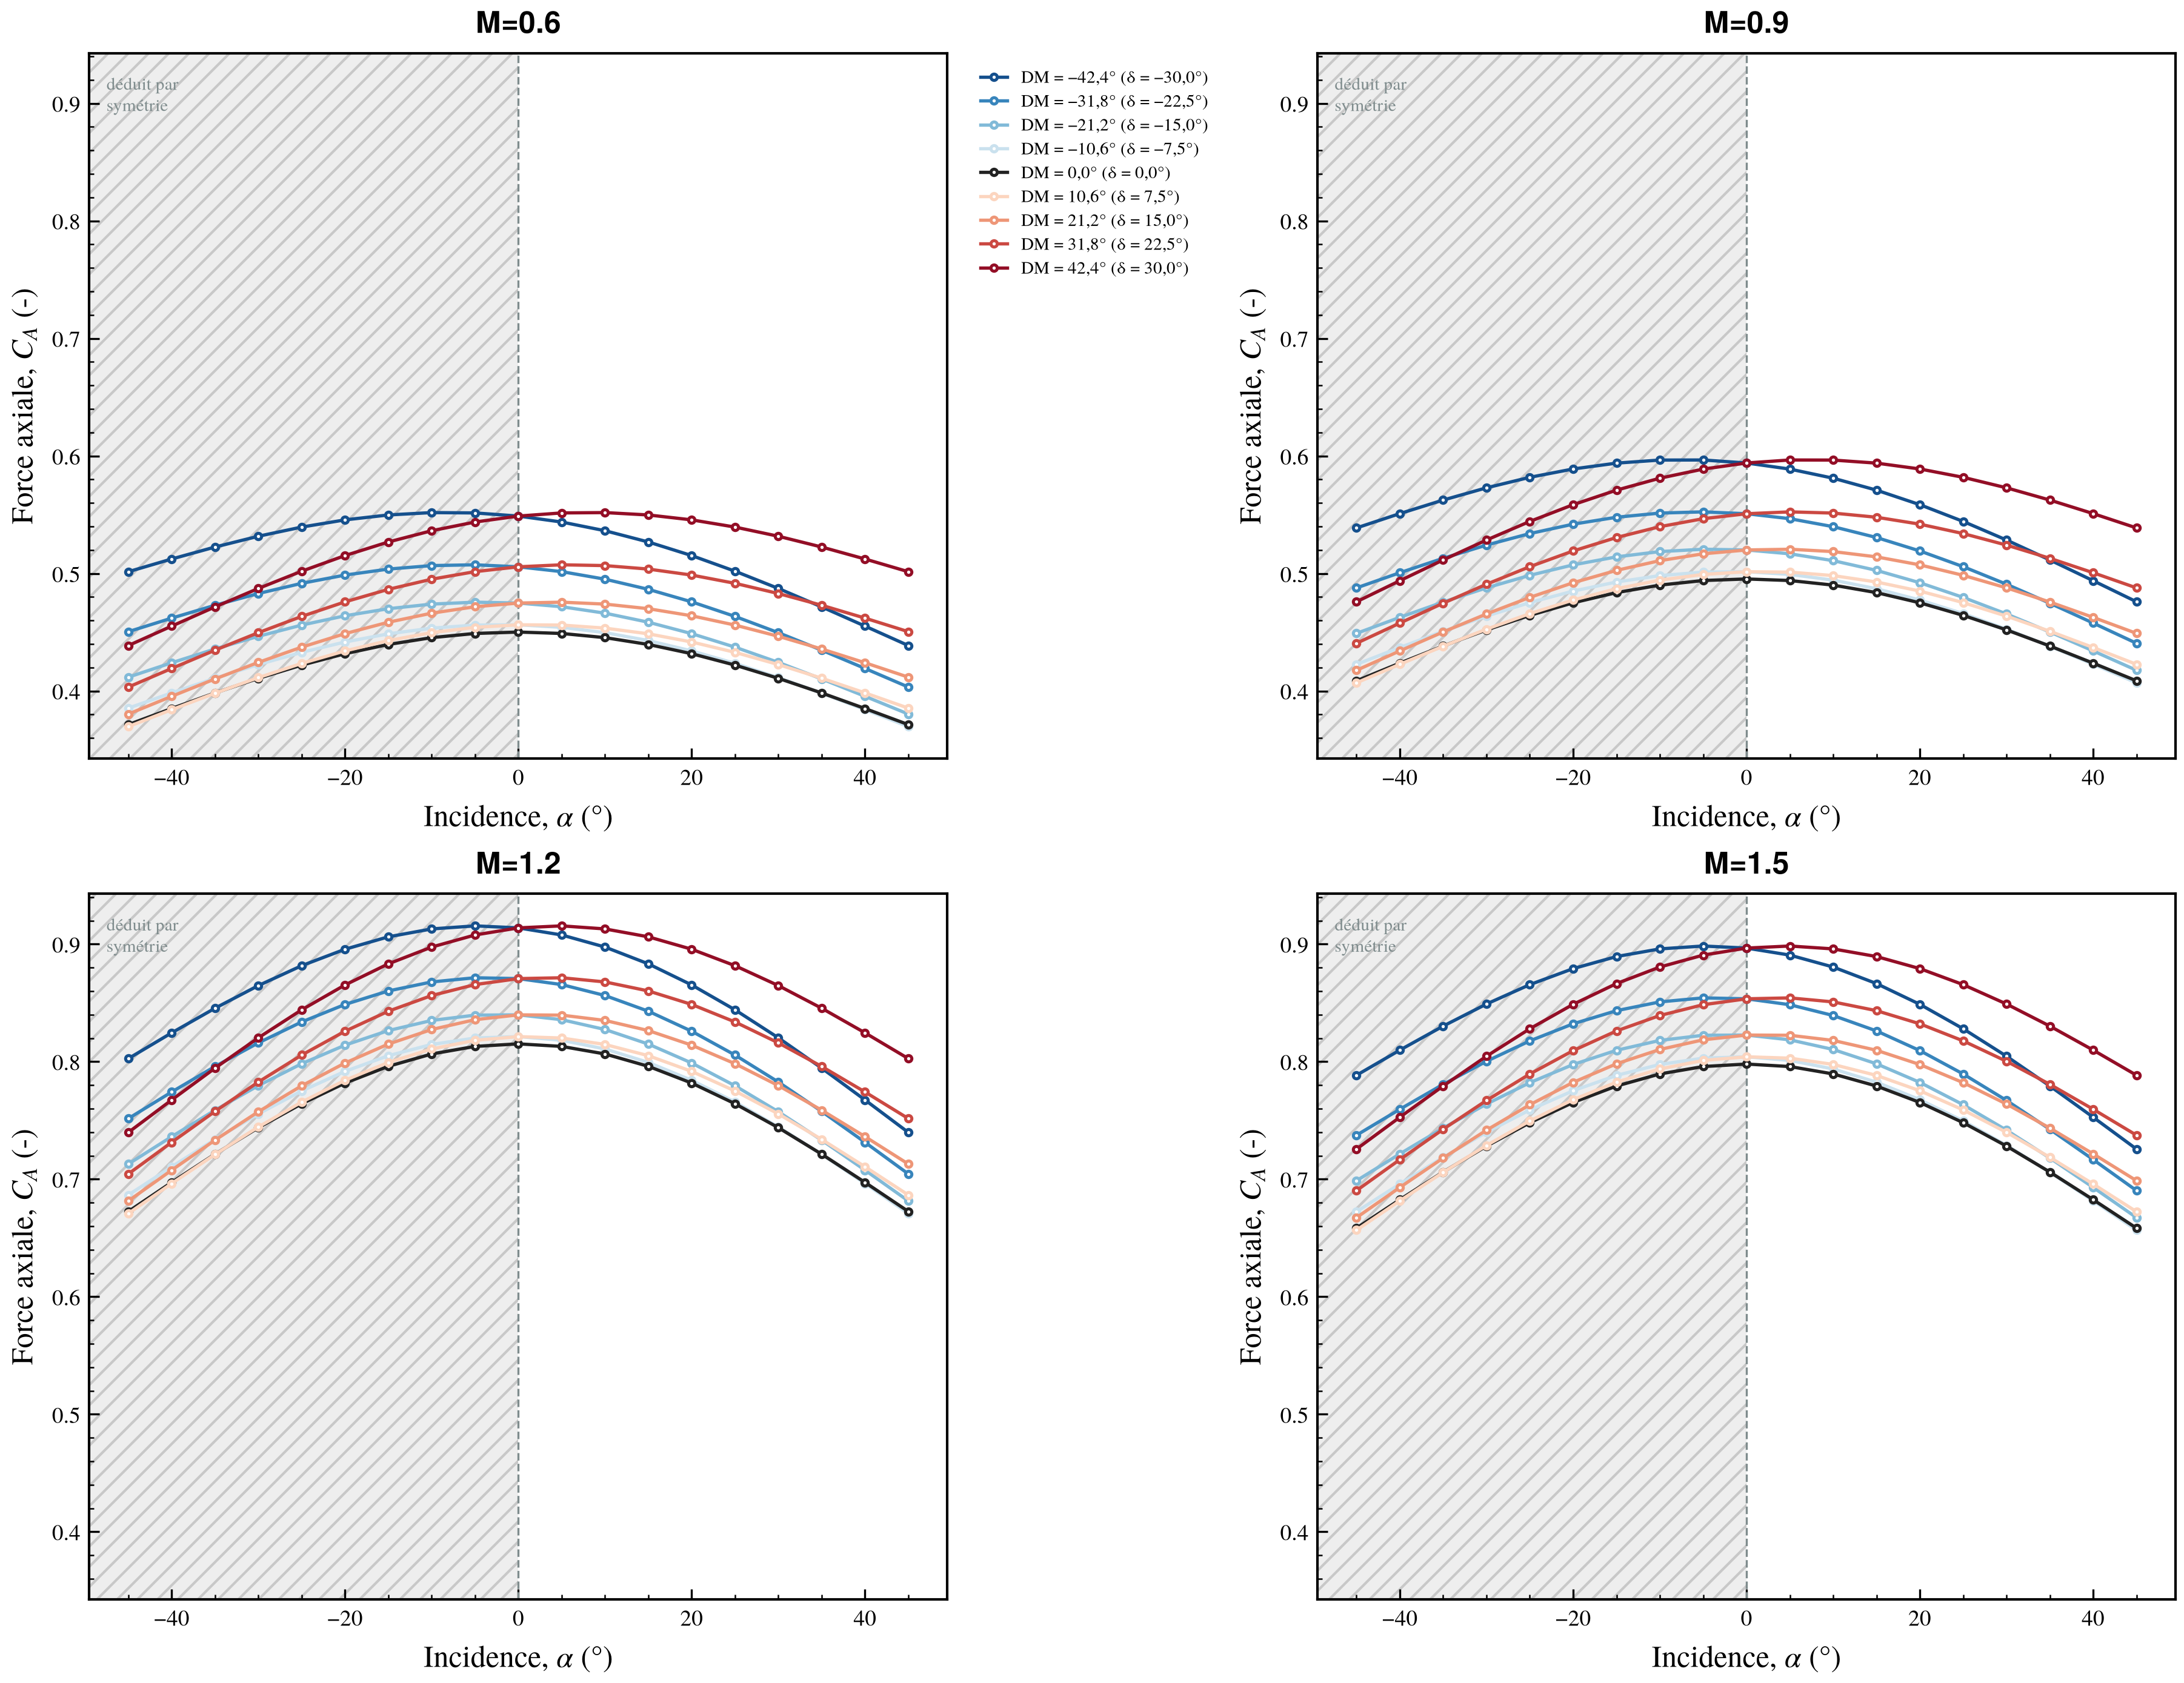 M=0.6
déduit par
symétrie
0.9
0.8
0.7
0.6
0.5
0.4
Force axiale, C_A (-)
−40
−20
0
20
40
Incidence, α (°)
DM = −42,4° (δ = −30,0°)
DM = −31,8° (δ = −22,5°)
DM = −21,2° (δ = −15,0°)
DM = −10,6° (δ = −7,5°)
DM = 0,0° (δ = 0,0°)
DM = 10,6° (δ = 7,5°)
DM = 21,2° (δ = 15,0°)
DM = 31,8° (δ = 22,5°)
DM = 42,4° (δ = 30,0°)
M=0.9
déduit par
symétrie
0.9
0.8
0.7
0.6
0.5
0.4
Force axiale, C_A (-)
−40
−20
0
20
40
Incidence, α (°)
M=1.2
déduit par
symétrie
0.9
0.8
0.7
0.6
0.5
0.4
Force axiale, C_A (-)
−40
−20
0
20
40
Incidence, α (°)
M=1.5
déduit par
symétrie
0.9
0.8
0.7
0.6
0.5
0.4
Force axiale, C_A (-)
−40
−20
0
20
40
Incidence, α (°)